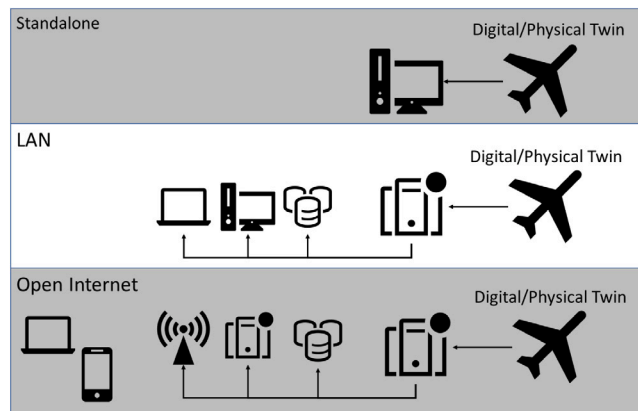 Standalone
Digital/Physical Twin
LAN
Digital/Physical Twin
Open Internet
Digital/Physical Twin